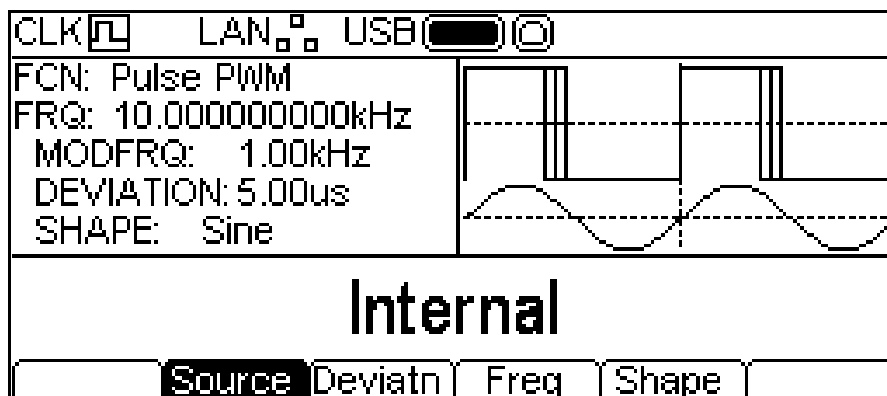 CLK LAN USB
FCN: Pulse PWM
FRQ: 10.000000000kHz
MODFRQ: 1.00kHz
DEVIATION: 5.00us
SHAPE: Sine
Internal
Source Deviatn Freq Shape